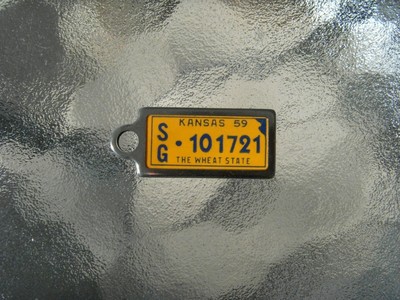 KANSAS 59
SG • 101721
THE WHEAT STATE